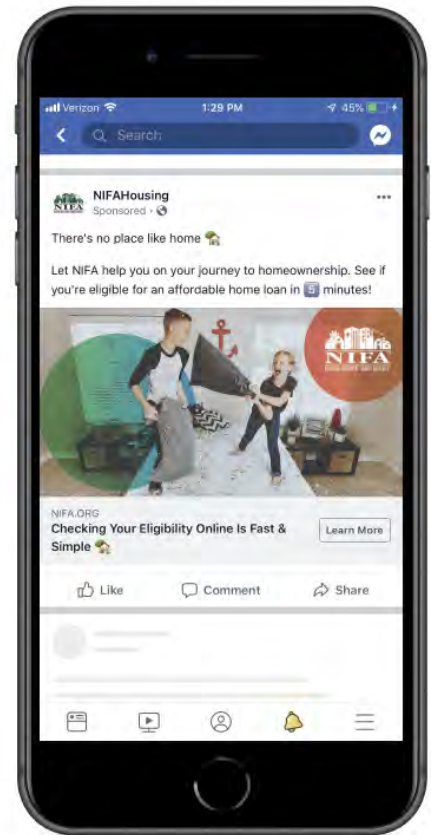 Verizon 1:29 PM 45%
Search
NIFAHousing
NIFA
Sponsored ·
There's no place like home 🏡
Let NIFA help you on your journey to homeownership. See if
you're eligible for an affordable home loan in 5️⃣ minutes!
NIFA
NIFA.ORG
Checking Your Eligibility Online Is Fast &
Simple 🏡
Learn More
Like Comment Share